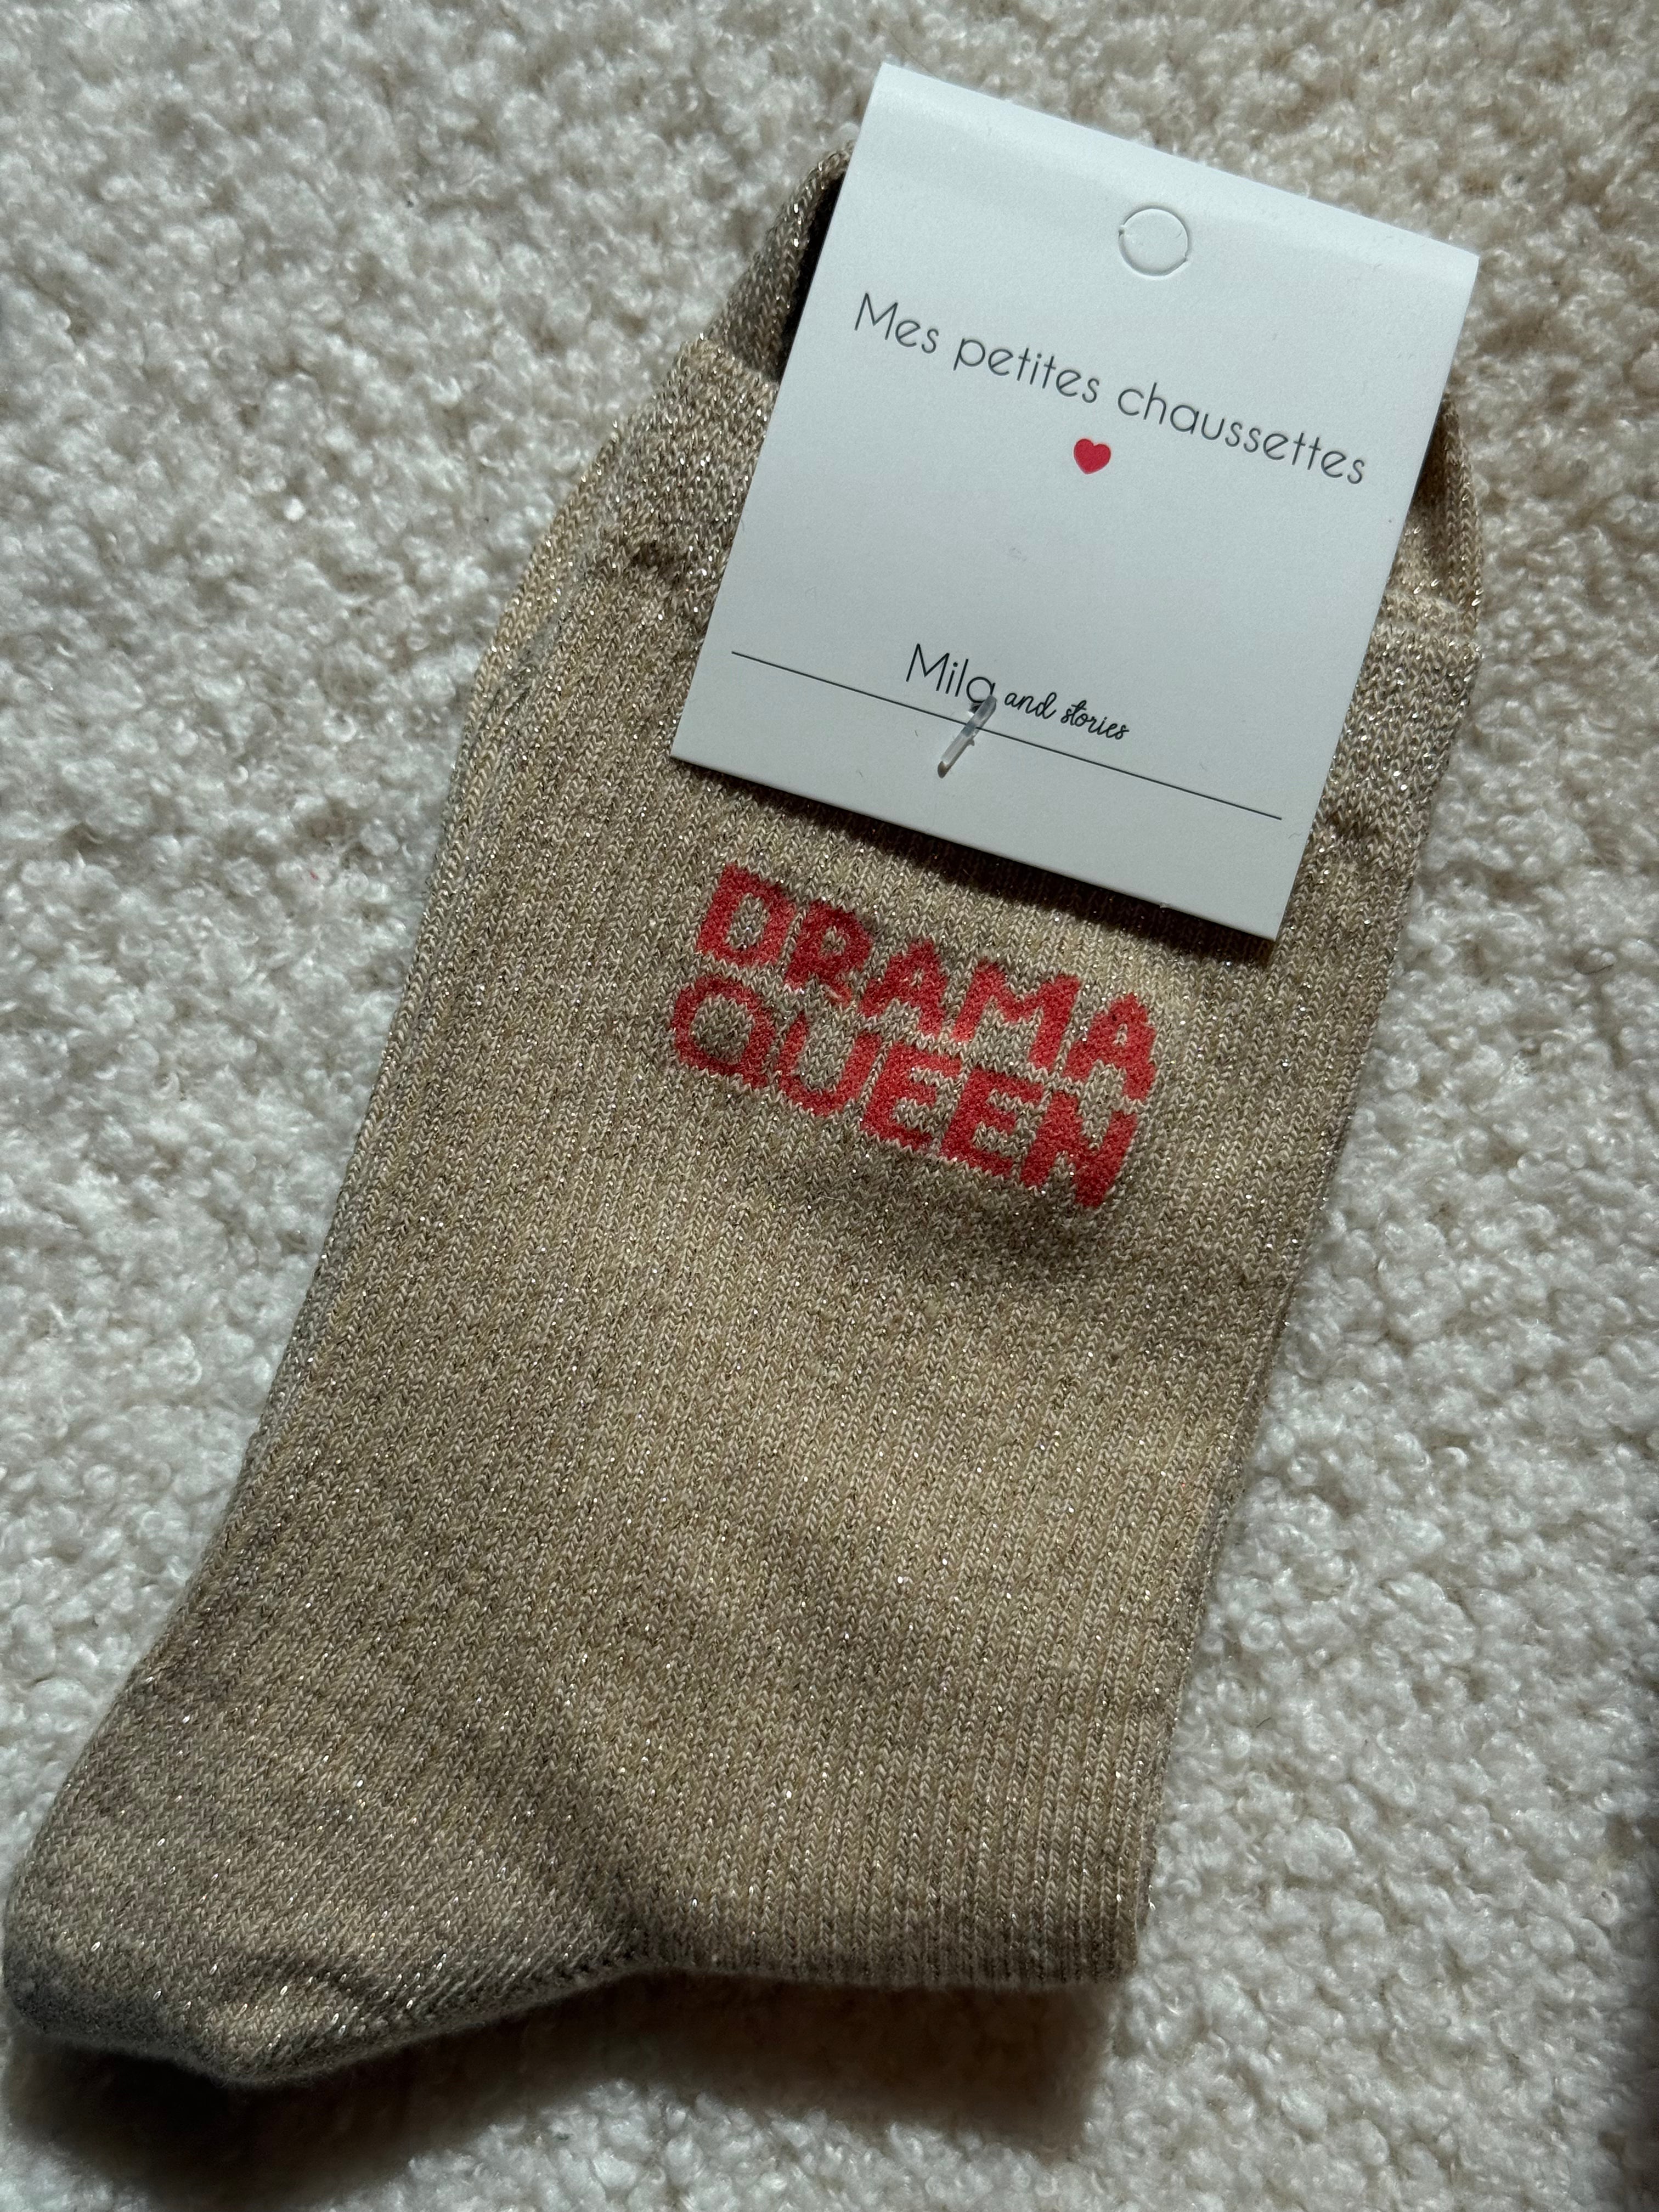 Mes petites chaussettes
Mila and stories
DRAMA
QUEEN